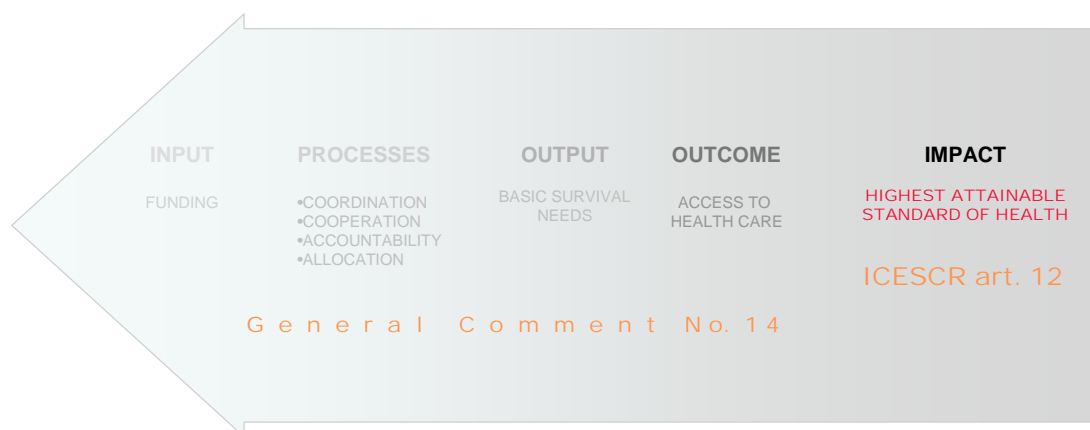 INPUT
FUNDING
PROCESSES
•COORDINATION
•COOPERATION
•ACCOUNTABILITY
•ALLOCATION
OUTPUT
BASIC SURVIVAL
NEEDS
OUTCOME
ACCESS TO
HEALTH CARE
IMPACT
HIGHEST ATTAINABLE
STANDARD OF HEALTH
ICESCR art. 12
General Comment No. 14